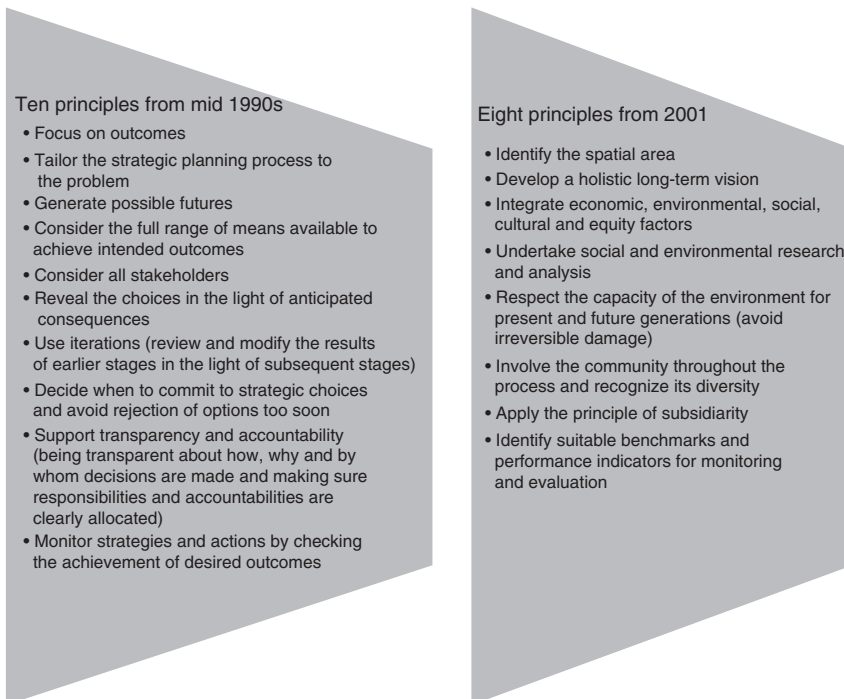 Ten principles from mid 1990s
• Focus on outcomes
• Tailor the strategic planning process to
the problem
• Generate possible futures
• Consider the full range of means available to
achieve intended outcomes
• Consider all stakeholders
• Reveal the choices in the light of anticipated
consequences
• Use iterations (review and modify the results
of earlier stages in the light of subsequent stages)
• Decide when to commit to strategic choices
and avoid rejection of options too soon
• Support transparency and accountability
(being transparent about how, why and by
whom decisions are made and making sure
responsibilities and accountabilities are
clearly allocated)
• Monitor strategies and actions by checking
the achievement of desired outcomes
Eight principles from 2001
• Identify the spatial area
• Develop a holistic long-term vision
• Integrate economic, environmental, social,
cultural and equity factors
• Undertake social and environmental research
and analysis
• Respect the capacity of the environment for
present and future generations (avoid
irreversible damage)
• Involve the community throughout the
process and recognize its diversity
• Apply the principle of subsidiarity
• Identify suitable benchmarks and
performance indicators for monitoring
and evaluation